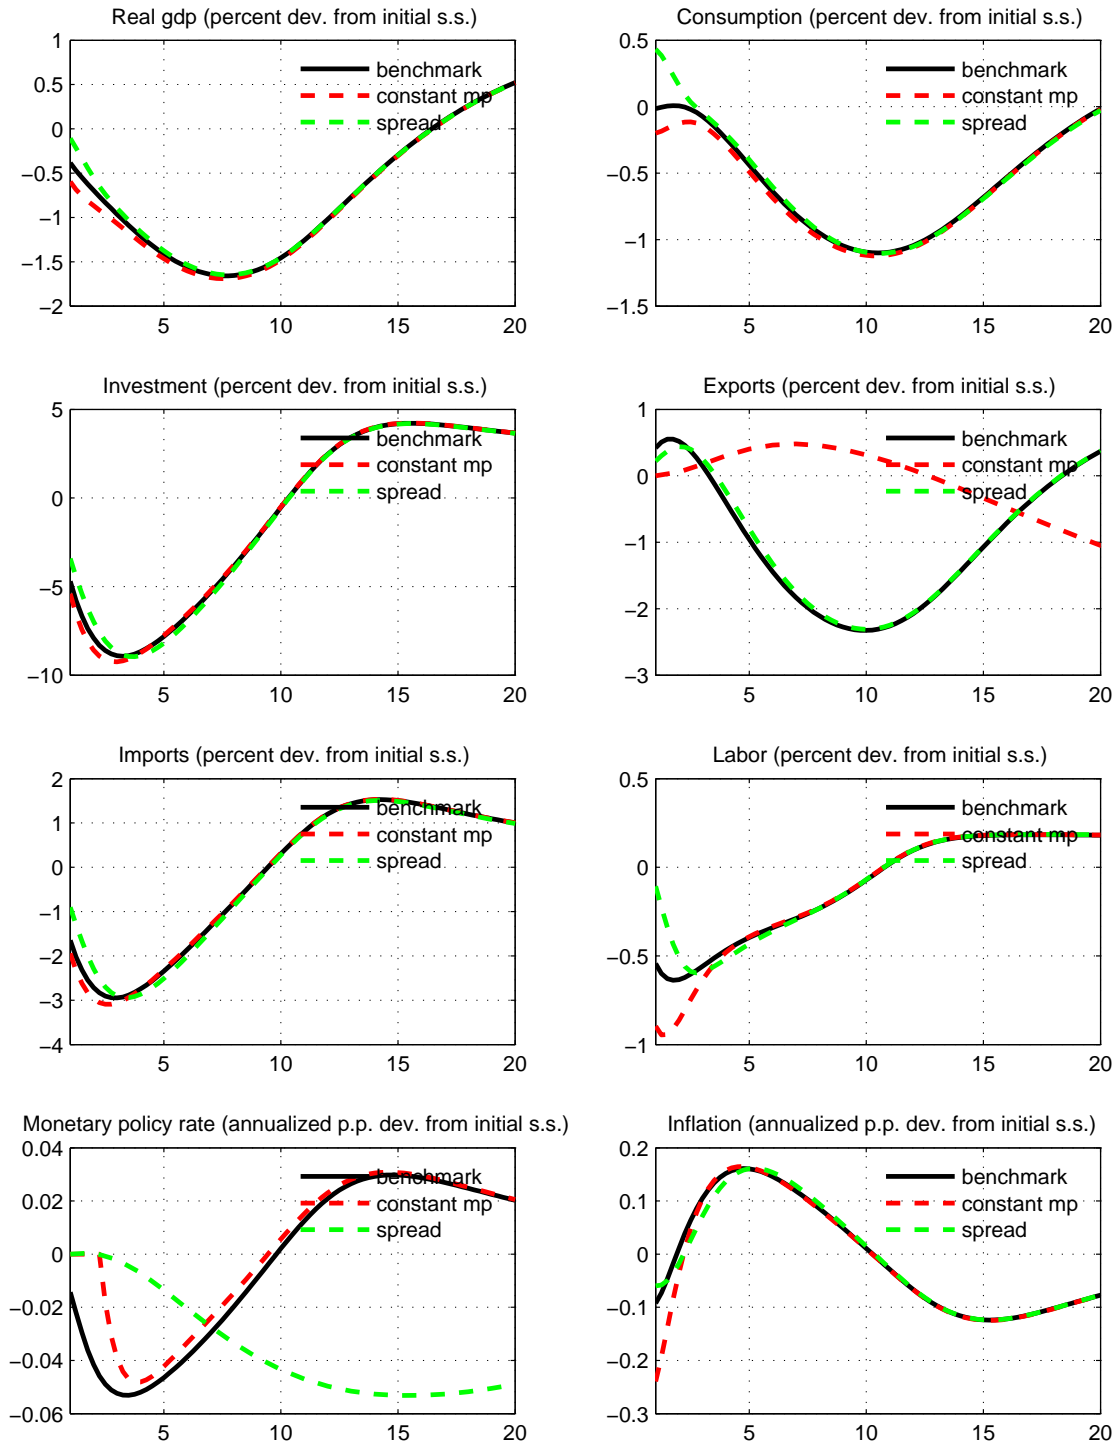 Real gdp (percent dev. from initial s.s.)
1
0.5
0
−0.5
−1
−1.5
−2
5
10
15
20
benchmark
constant mp
spread
Consumption (percent dev. from initial s.s.)
0.5
0
−0.5
−1
−1.5
5
10
15
20
benchmark
constant mp
spread
Investment (percent dev. from initial s.s.)
5
0
−5
−10
5
10
15
20
benchmark
constant mp
spread
Exports (percent dev. from initial s.s.)
1
0
−1
−2
−3
5
10
15
20
benchmark
constant mp
spread
Imports (percent dev. from initial s.s.)
2
1
0
−1
−2
−3
−4
5
10
15
20
benchmark
constant mp
spread
Labor (percent dev. from initial s.s.)
0.5
0
−0.5
−1
5
10
15
20
benchmark
constant mp
spread
Monetary policy rate (annualized p.p. dev. from initial s.s.)
0.04
0.02
0
−0.02
−0.04
−0.06
5
10
15
20
benchmark
constant mp
spread
Inflation (annualized p.p. dev. from initial s.s.)
0.2
0.1
0
−0.1
−0.2
−0.3
5
10
15
20
benchmark
constant mp
spread